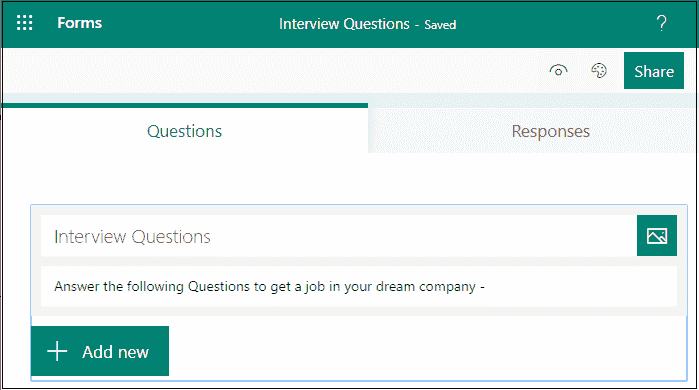 Forms
Interview Questions - Saved
?
Share
Questions
Responses
Interview Questions
Answer the following Questions to get a job in your dream company -
+ Add new